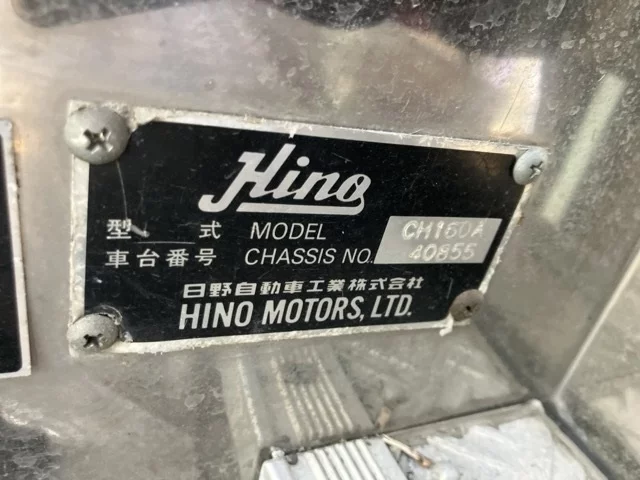 Hino
型 式 MODEL CH160A
車台番号 CHASSIS NO. 40855
日野自動車工業株式会社
HINO MOTORS, LTD.